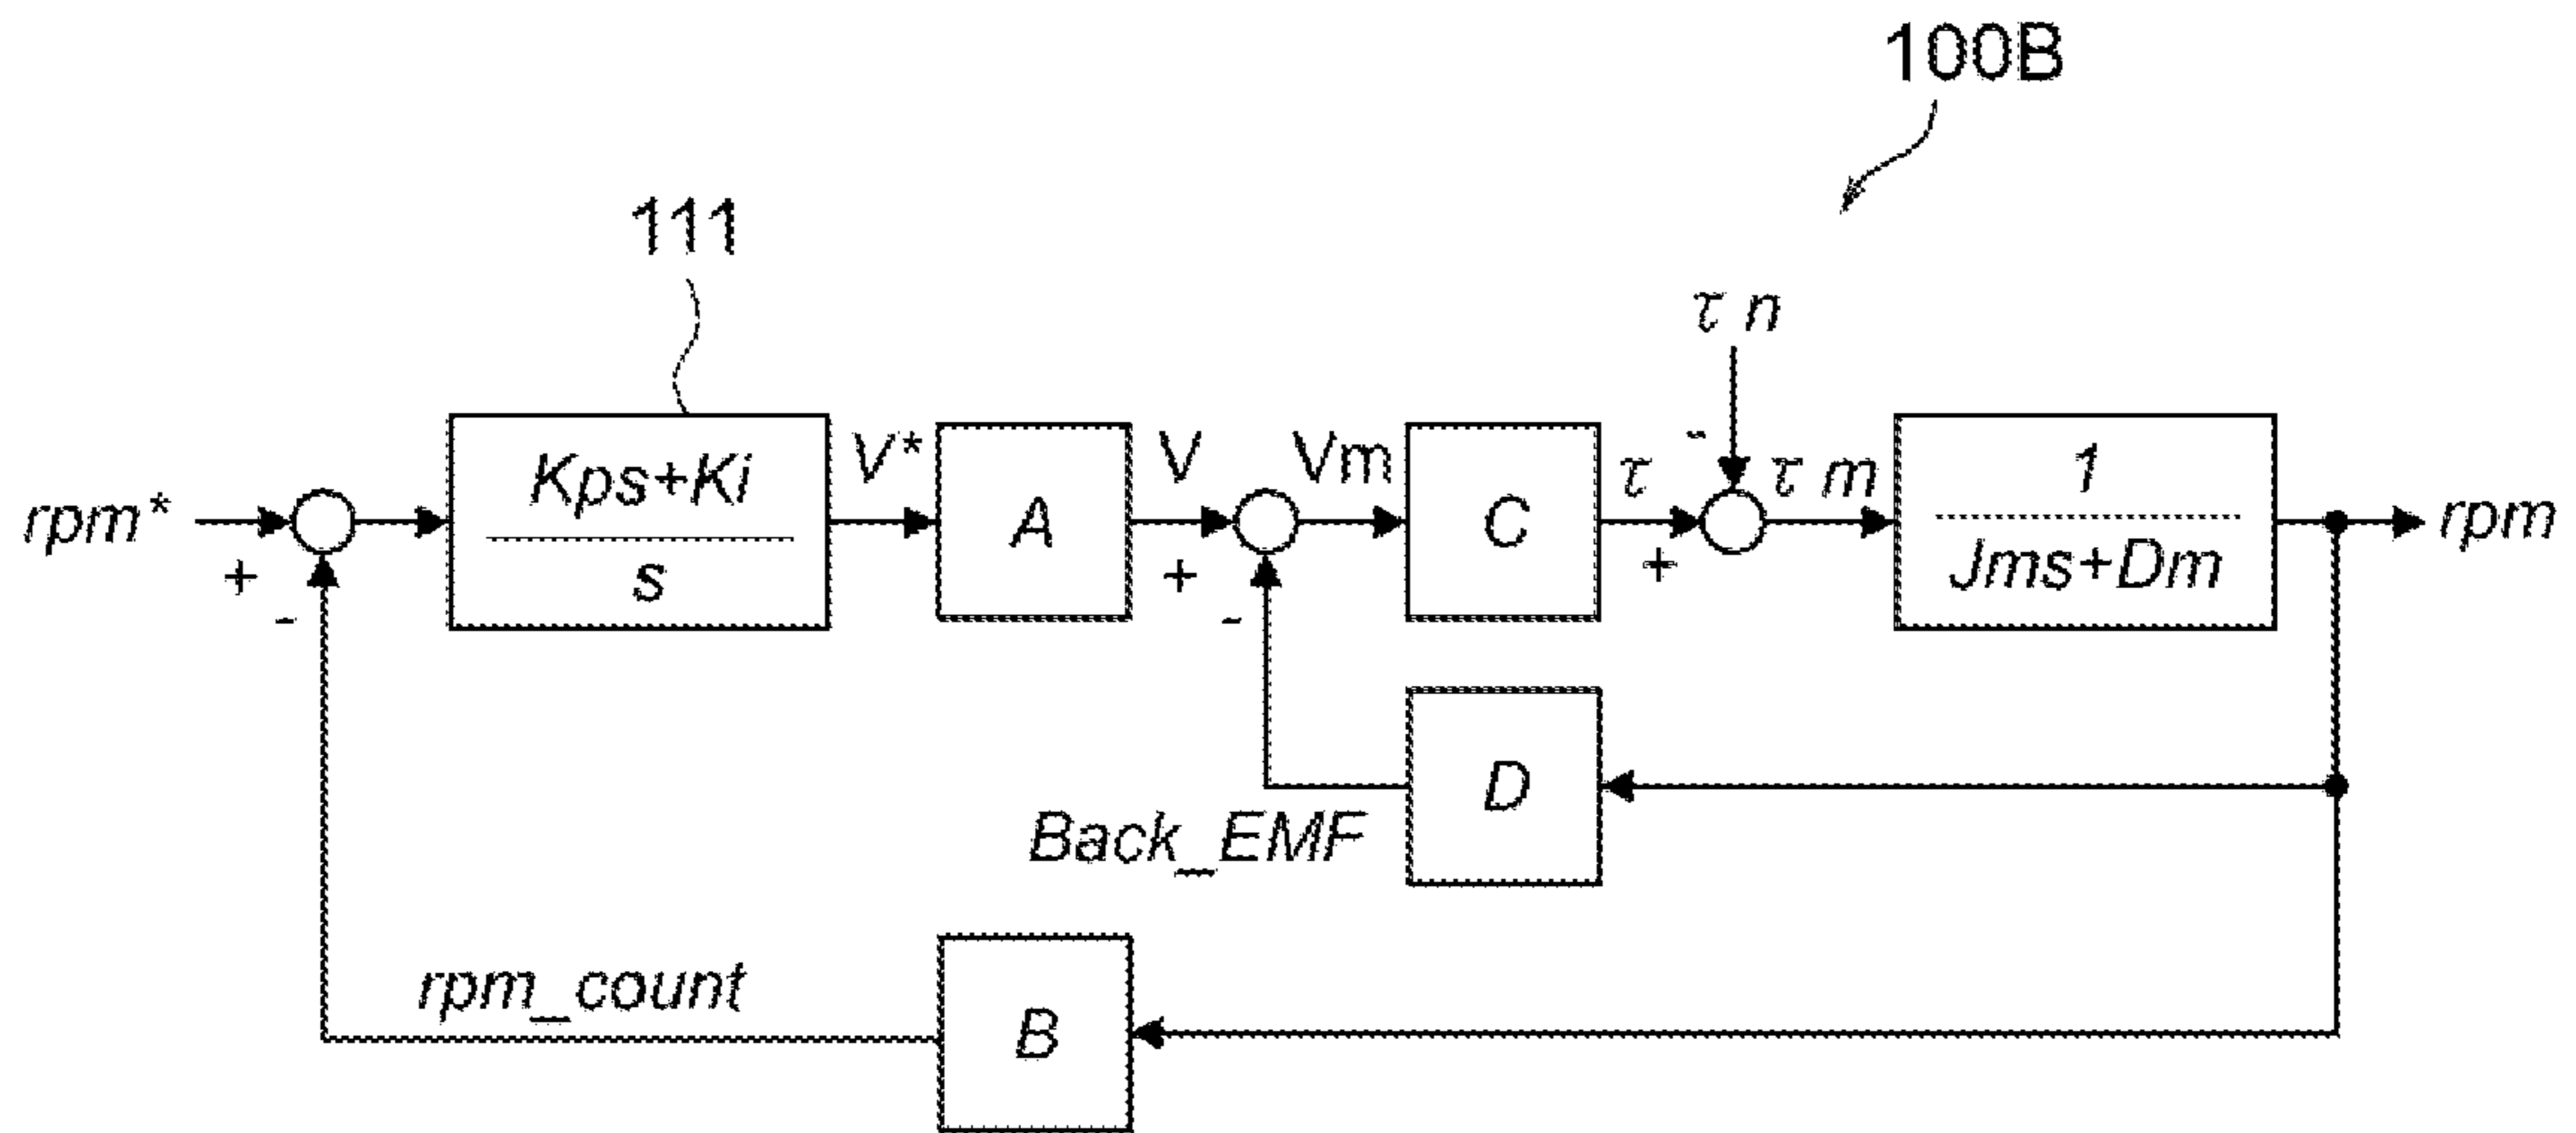 100B
111
τ n
Kps+Ki
s
V*
A
V
Vm
C
τ
-
τ m
1
Jms+Dm
rpm*
+
-
+
-
+
rpm
D
Back_EMF
rpm_count
B